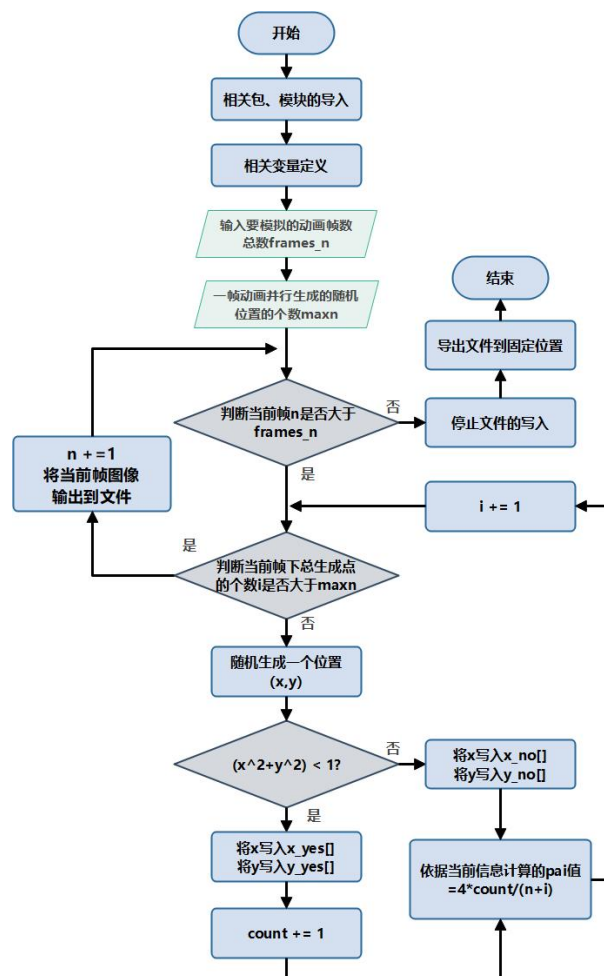 开始
相关包、模块的导入
相关变量定义
输入要模拟的动画帧数
总数frames_n
一帧动画并行生成的随机
位置的个数maxn
结束
导出文件到固定位置
判断当前帧n是否大于
frames_n
否
停止文件的写入
n +=1
将当前帧图像
输出到文件
是
i += 1
是
判断当前帧下总生成点
的个数i是否大于maxn
否
随机生成一个位置
(x,y)
(x^2+y^2) < 1?
否
将x写入x_no[]
将y写入y_no[]
是
将x写入x_yes[]
将y写入y_yes[]
依据当前信息计算的pai值
=4*count/(n+i)
count += 1